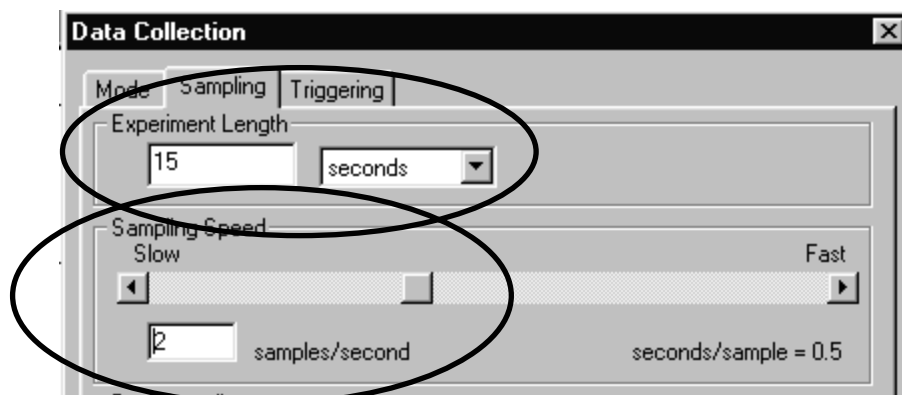 Data Collection
Mode Sampling Triggering
Experiment Length
15 seconds
Sampling Speed
Slow Fast
2 samples/second seconds/sample = 0.5